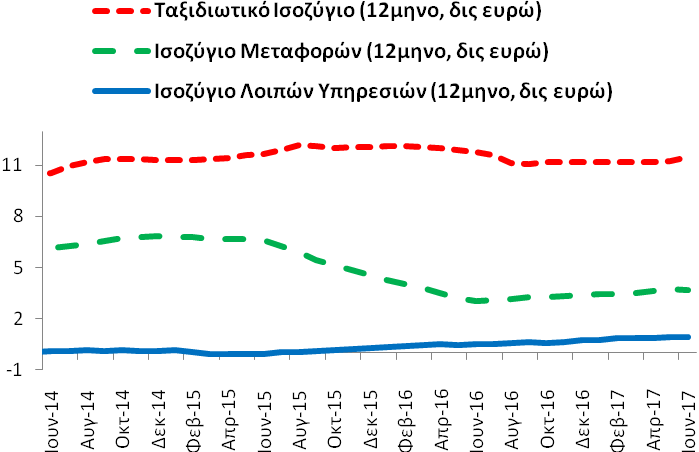 Ταξιδιωτικό Ισοζύγιο (12μηνο, δις ευρώ)
Ισοζύγιο Μεταφορών (12μηνο, δις ευρώ)
Ισοζύγιο Λοιπών Υπηρεσιών (12μηνο, δις ευρώ)
11
8
5
2
-1
Ιουν-14
Αυγ-14
Οκτ-14
Δεκ-14
Φεβ-15
Απρ-15
Ιουν-15
Αυγ-15
Οκτ-15
Δεκ-15
Φεβ-16
Απρ-16
Ιουν-16
Αυγ-16
Οκτ-16
Δεκ-16
Φεβ-17
Απρ-17
Ιουν-17